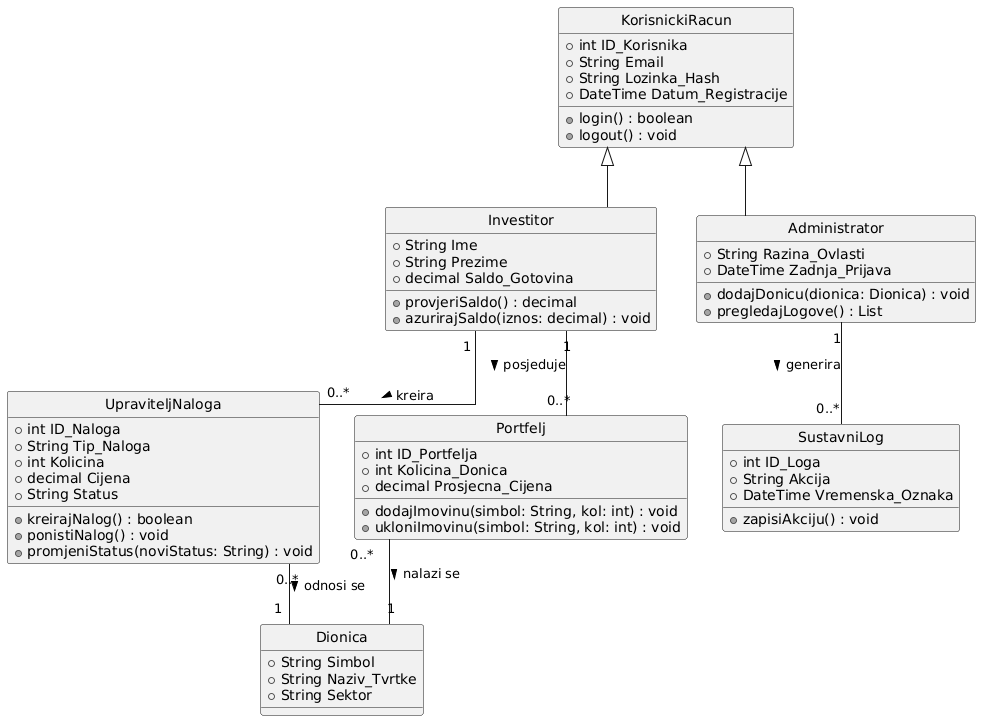 KorisnickiRacun
int ID_Korisnika
String Email
String Lozinka_Hash
DateTime Datum_Registracije
login() : boolean
logout() : void
Investitor
String Ime
String Prezime
decimal Saldo_Gotovina
provjeriSaldo() : decimal
azurirajSaldo(iznos: decimal) : void
Administrator
String Razina_Ovlasti
DateTime Zadnja_Prijava
dodajDonicu(dionica: Dionica) : void
pregledajLogove() : List
1
kreira
0..*
1
posjeduje
0..*
1
generira
0..*
UpraviteljNaloga
int ID_Naloga
String Tip_Naloga
int Kolicina
decimal Cijena
String Status
kreirajNalog() : boolean
ponistiNalog() : void
promjeniStatus(noviStatus: String) : void
Portfelj
int ID_Portfelja
int Kolicina_Donica
decimal Prosjecna_Cijena
dodajImovinu(simbol: String, kol: int) : void
ukloniImovinu(simbol: String, kol: int) : void
SustavniLog
int ID_Loga
String Akcija
DateTime Vremenska_Oznaka
zapisiAkciju() : void
0..*
odnosi se
1
0..*
nalazi se
1
Dionica
String Simbol
String Naziv_Tvrtke
String Sektor